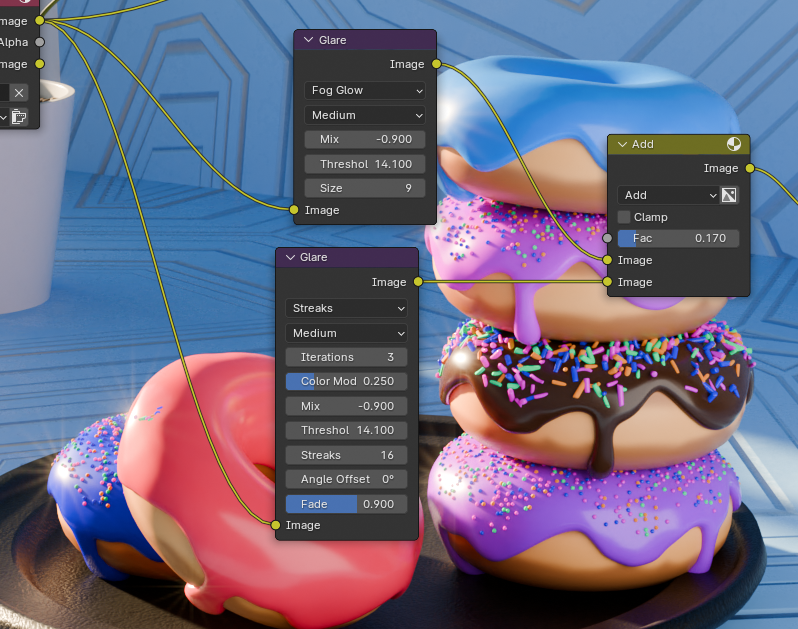 mage
Alpha
mage
Glare
Image
Fog Glow
Medium
Mix -0.900
Threshol 14.100
Size 9
Image
Add
Image
Add
Clamp
Fac 0.170
Image
Image
Glare
Image
Streaks
Medium
Iterations 3
Color Mod 0.250
Mix -0.900
Threshol 14.100
Streaks 16
Angle Offset 0°
Fade 0.900
Image